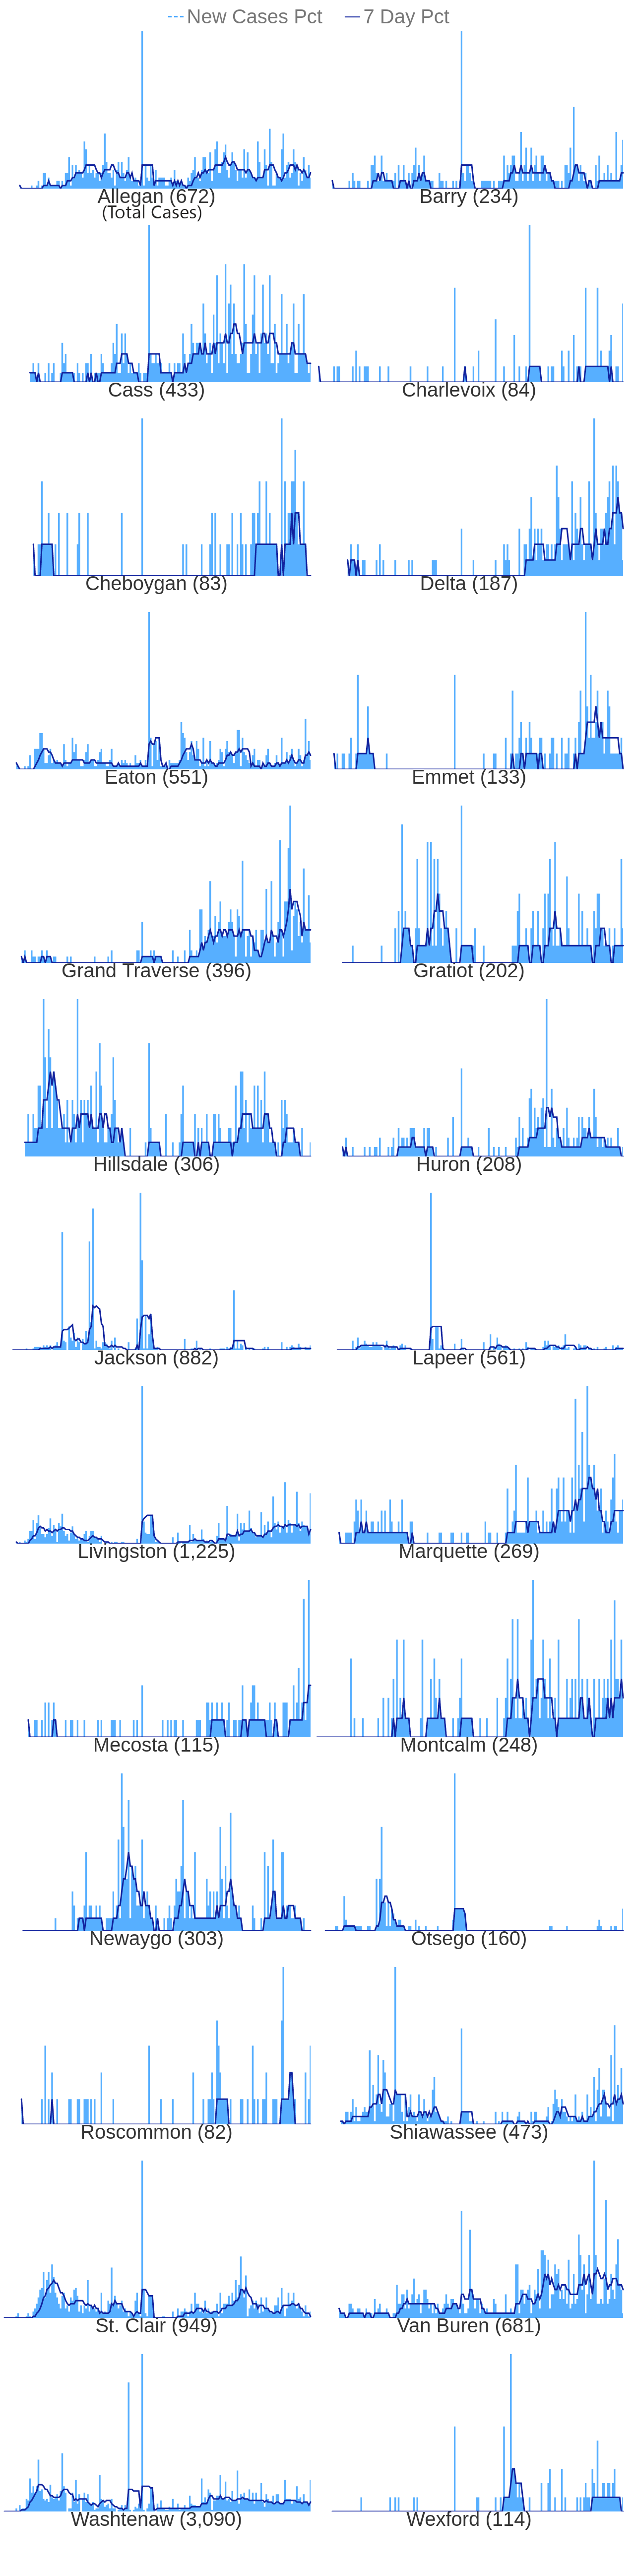 New Cases Pct 7 Day Pct
Allegan (672) Barry (234)
(Total Cases)
Cass (433) Charlevoix (84)
Cheboygan (83) Delta (187)
Eaton (551) Emmet (133)
Grand Traverse (396) Gratiot (202)
Hillsdale (306) Huron (208)
Jackson (882) Lapeer (561)
Livingston (1,225) Marquette (269)
Mecosta (115) Montcalm (248)
Newaygo (303) Otsego (160)
Roscommon (82) Shiawassee (473)
St. Clair (949) Van Buren (681)
Washtenaw (3,090) Wexford (114)